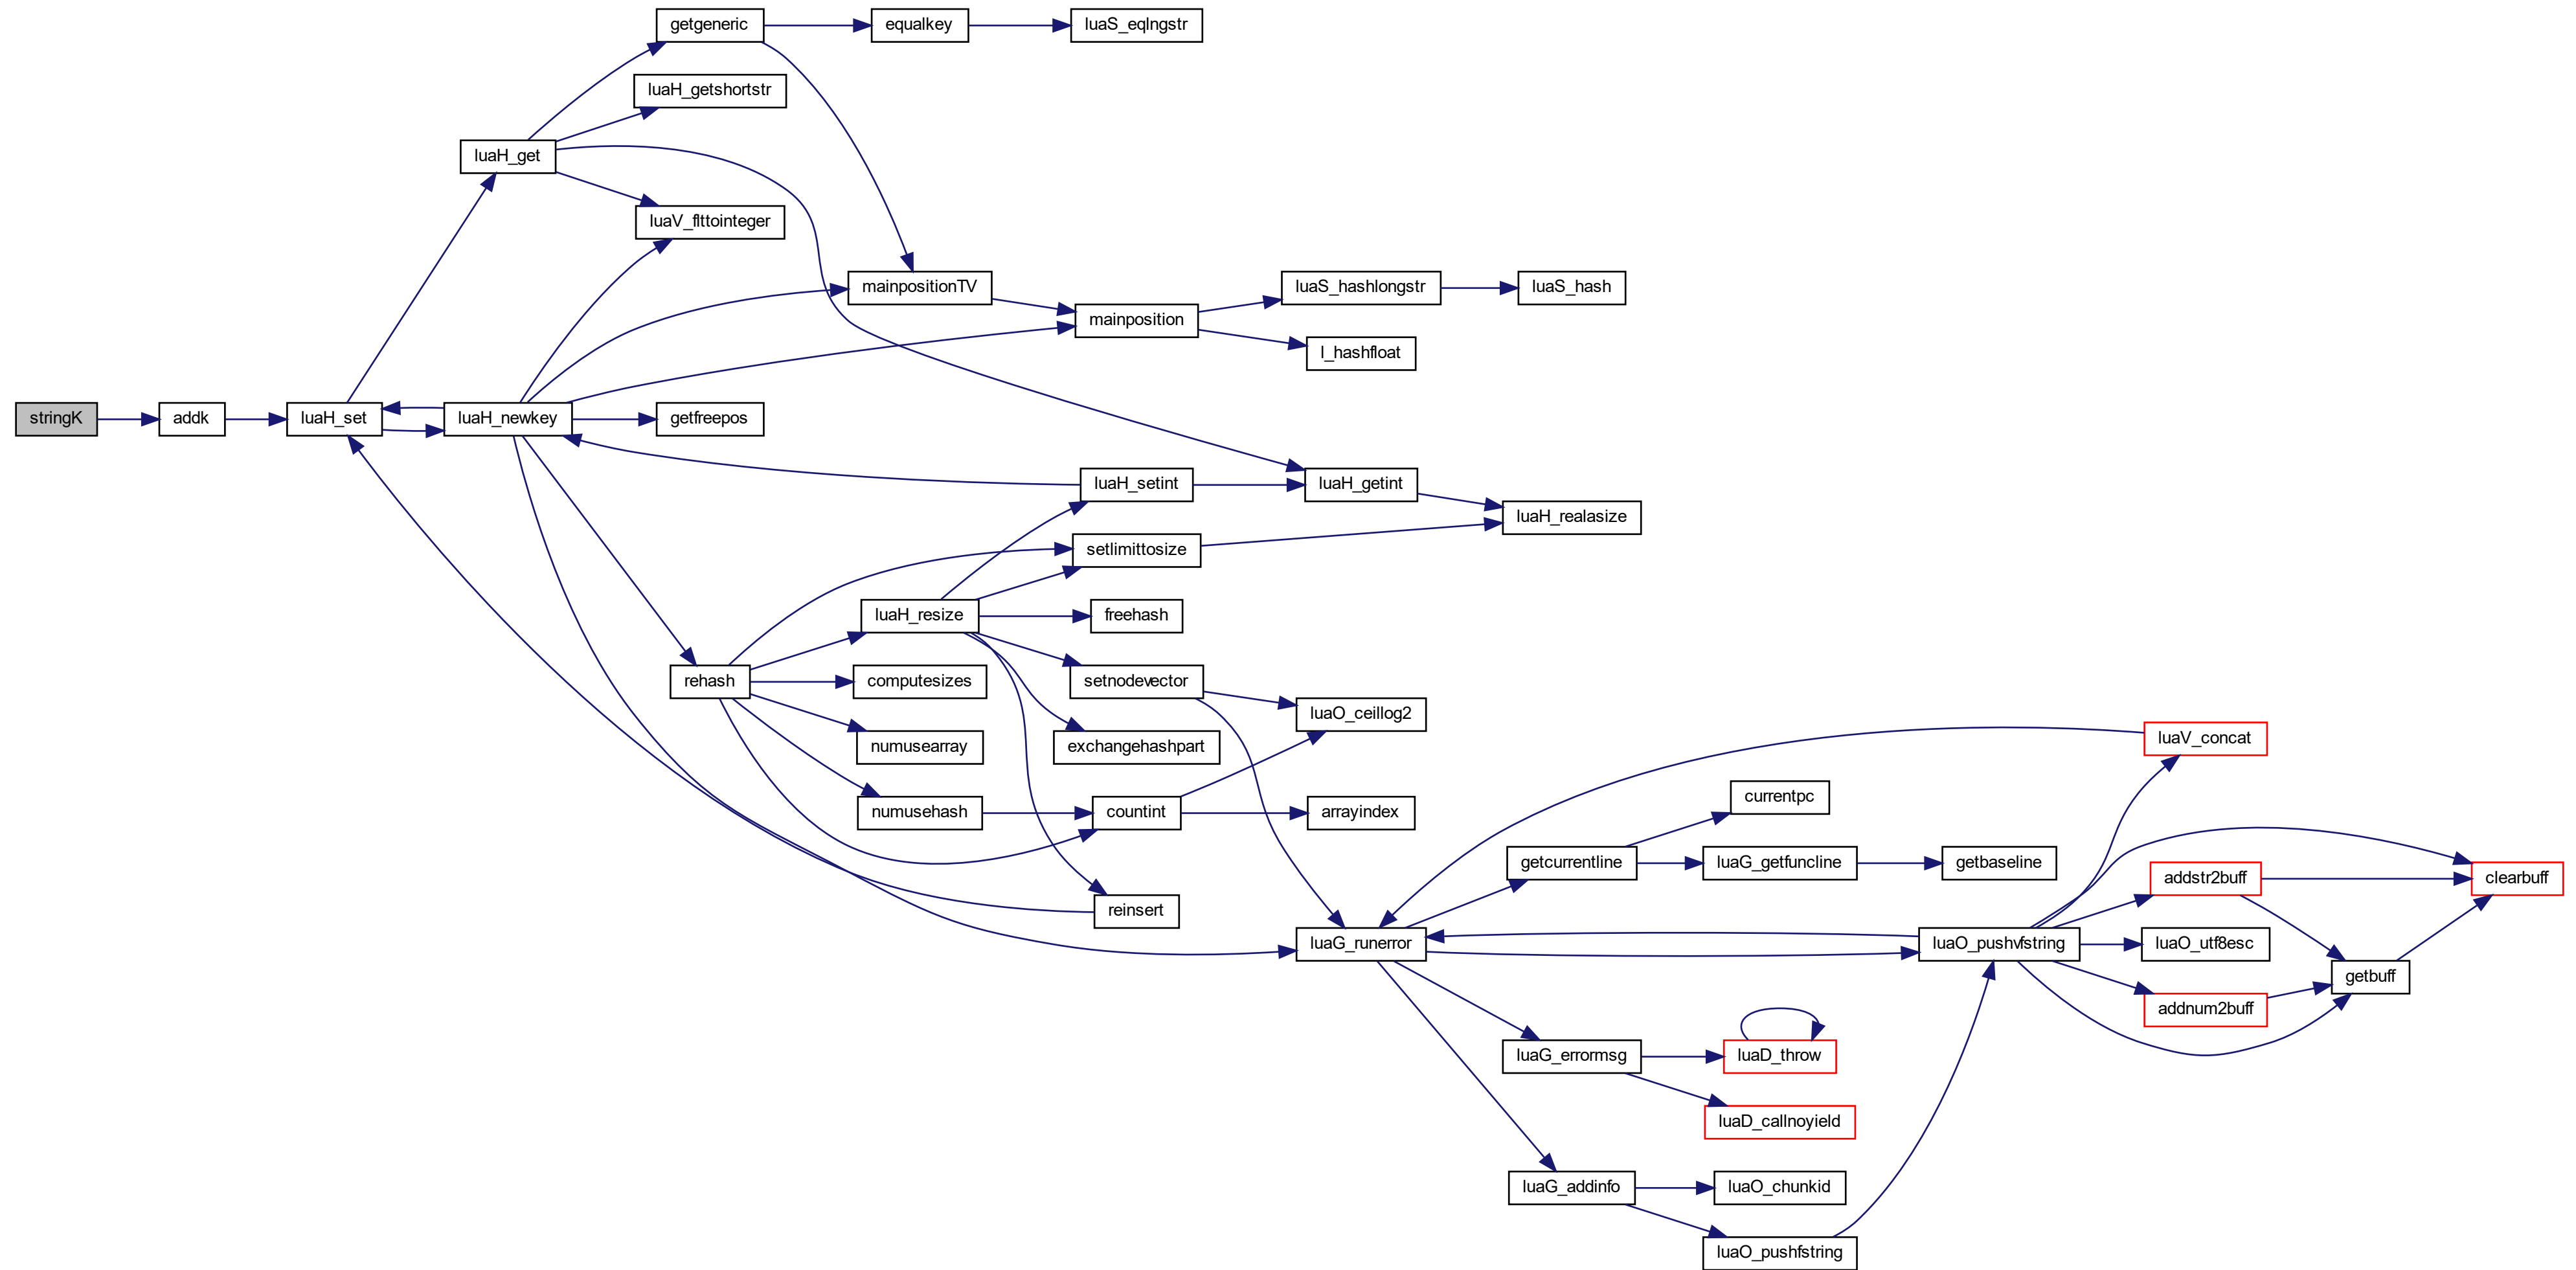 getgeneric
equalkey
luaS_eqlngstr
luaH_getshortstr
luaH_get
luaV_flttointeger
mainpositionTV
luaS_hashlongstr
luaS_hash
mainposition
l_hashfloat
stringK
addk
luaH_set
luaH_newkey
getfreepos
luaH_setint
luaH_getint
luaH_realasize
setlimittosize
luaH_resize
freehash
rehash
computesizes
setnodevector
luaO_ceillog2
numusearray
exchangehashpart
luaV_concat
currentpc
numusehash
countint
arrayindex
getcurrentline
luaG_getfuncline
getbaseline
addstr2buff
clearbuff
reinsert
luaG_runerror
luaO_pushvfstring
luaO_utf8esc
getbuff
addnum2buff
luaG_errormsg
luaD_throw
luaD_callnoyield
luaG_addinfo
luaO_chunkid
luaO_pushfstring